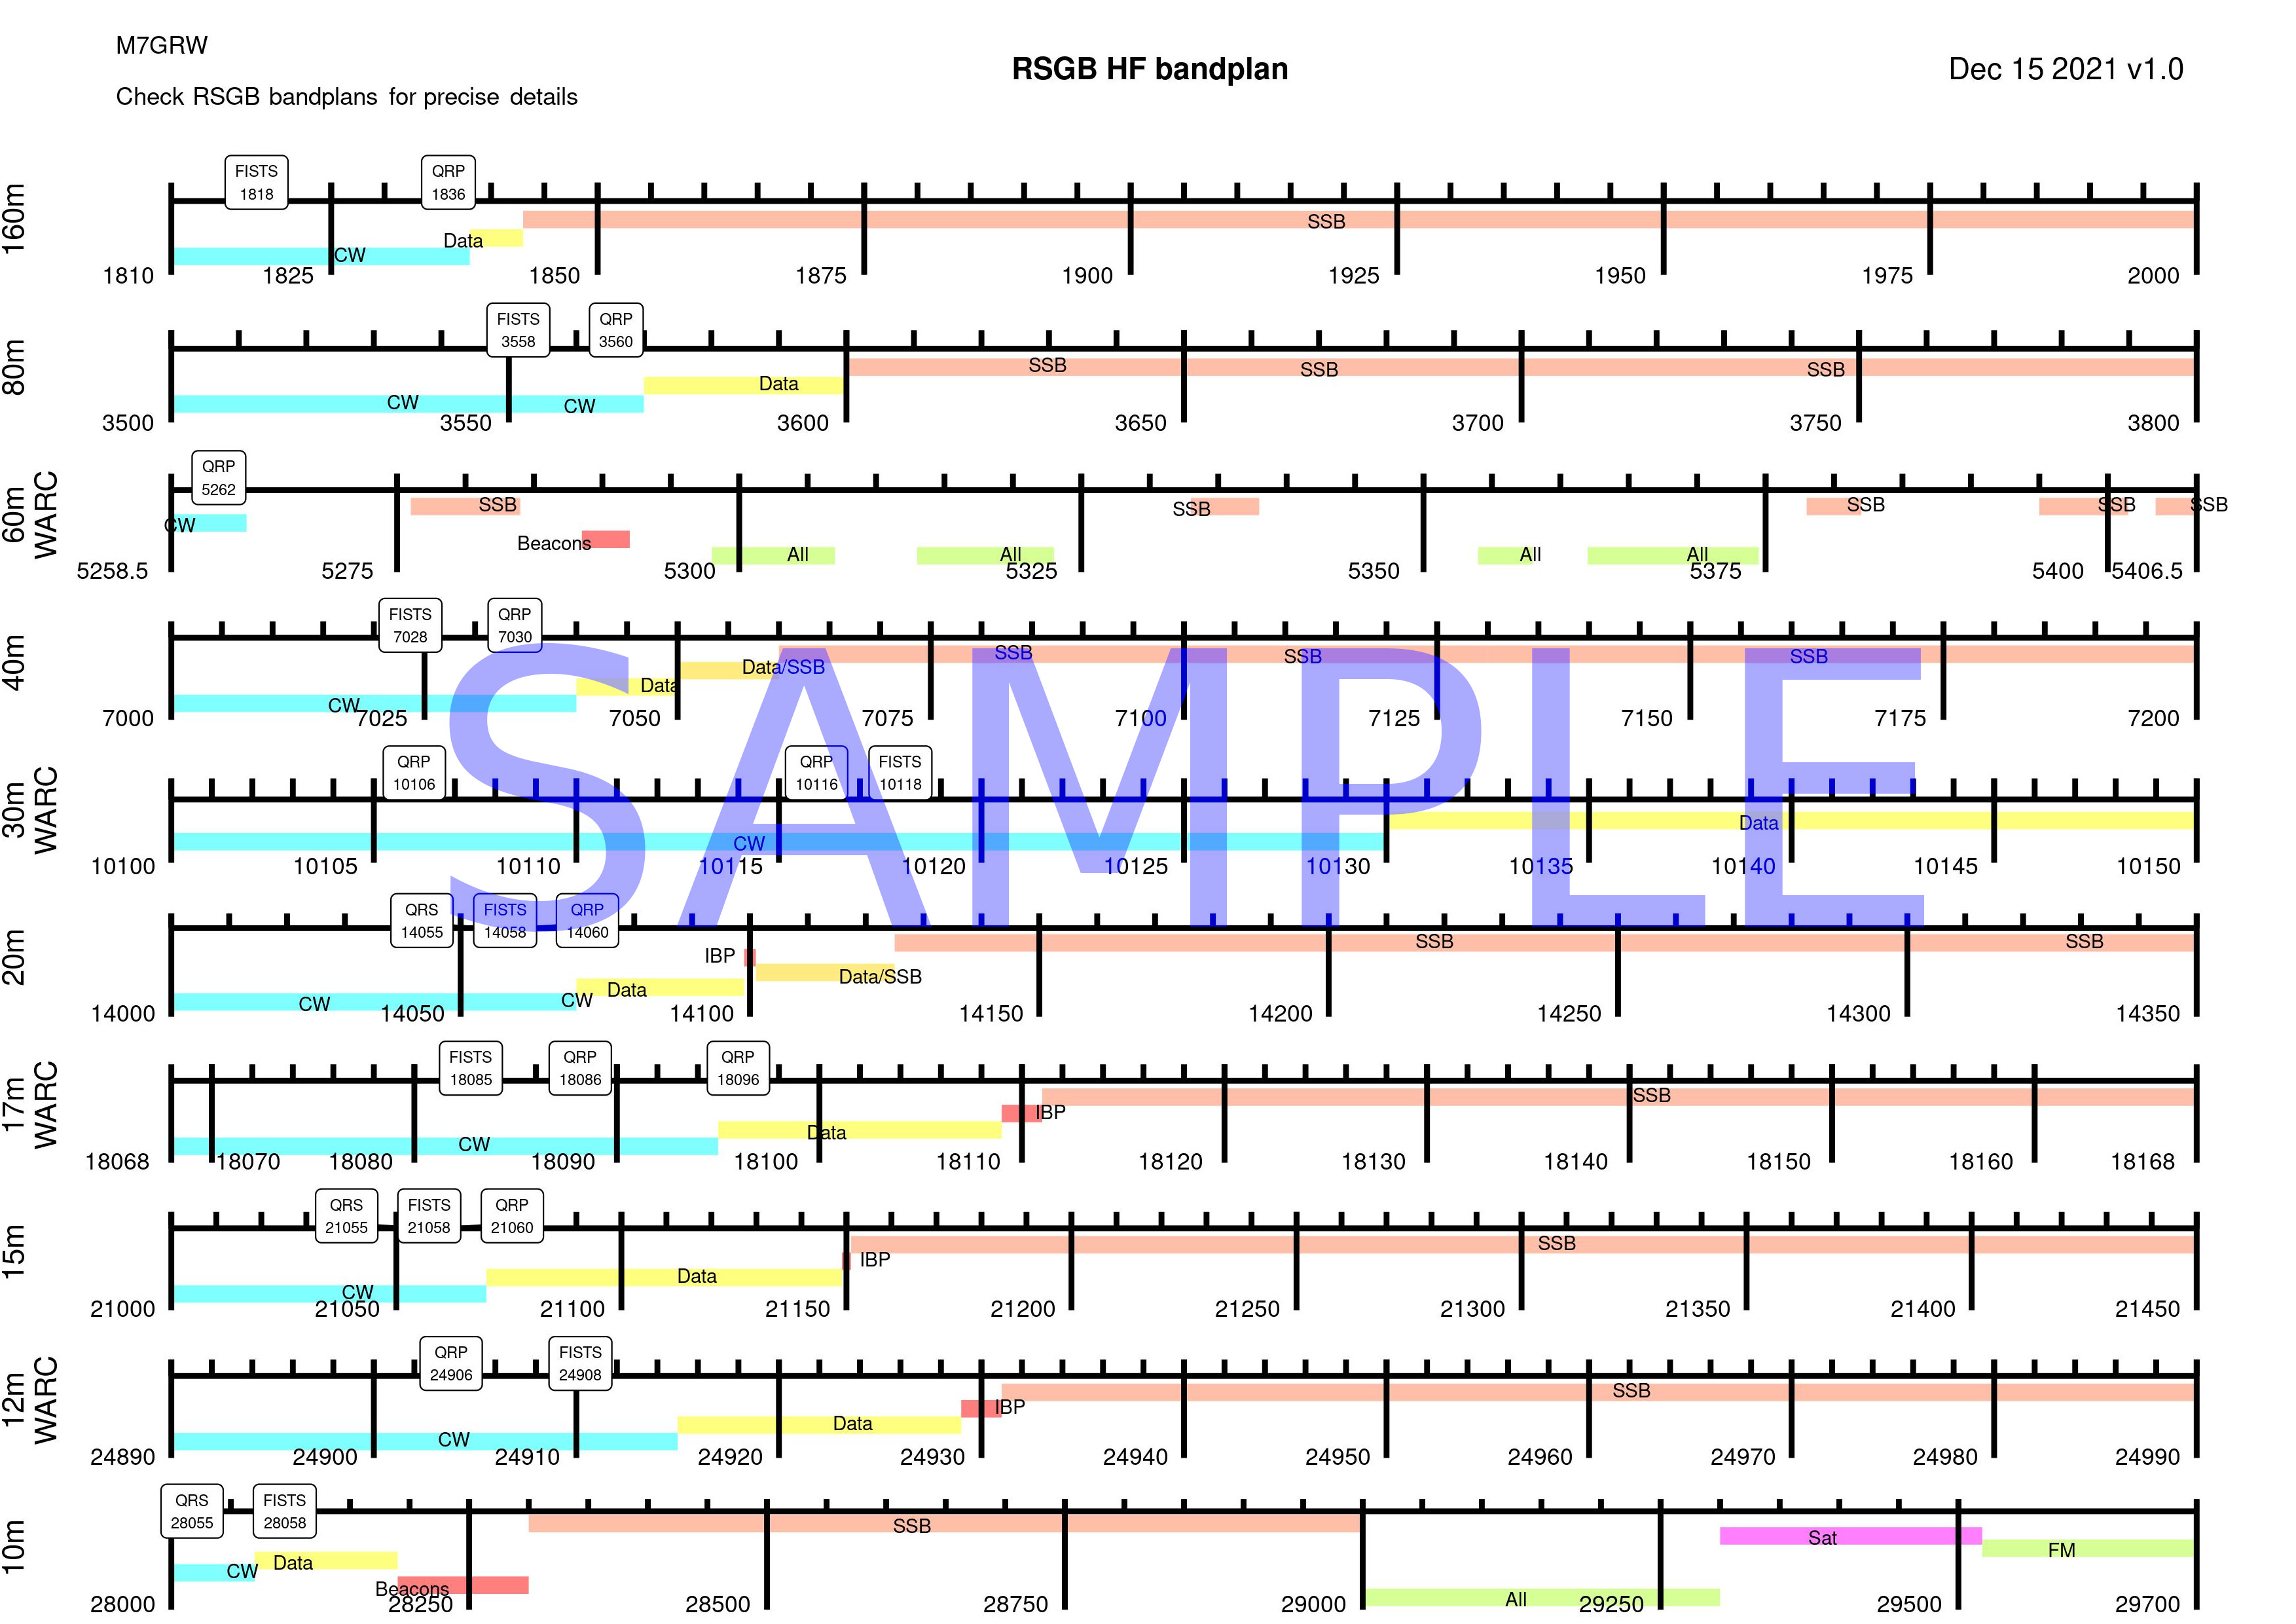 M7GRW
RSGB HF bandplan
Dec 15 2021 v1.0
Check RSGB bandplans for precise details
160m
FISTS
1818
QRP
1836
SSB
Data
CW
1810 1825 1850 1875 1900 1925 1950 1975 2000
80m
FISTS
3558
QRP
3560
SSB SSB SSB
Data
CW CW
3500 3550 3600 3650 3700 3750 3800
60m
WARC
QRP
5262
SSB SSB SSB SSB SSB
CW
Beacons
All All All All
5258.5 5275 5300 5325 5350 5375 5400 5406.5
40m
FISTS
7028
QRP
7030
SSB SSB SSB
Data/SSB
Data
CW
7000 7025 7050 7075 7100 7125 7150 7175 7200
SAMPLE
30m
WARC
QRP
10106
QRP
10116
FISTS
10118
Data
CW
10100 10105 10110 10115 10120 10125 10130 10135 10140 10145 10150
20m
QRS
14055
FISTS
14058
QRP
14060
SSB SSB
IBP
Data/SSB
Data
CW CW
14000 14050 14100 14150 14200 14250 14300 14350
17m
WARC
FISTS
18085
QRP
18086
QRP
18096
SSB
IBP
Data
CW
18068 18070 18080 18090 18100 18110 18120 18130 18140 18150 18160 18168
15m
QRS
21055
FISTS
21058
QRP
21060
SSB
IBP
Data
CW
21000 21050 21100 21150 21200 21250 21300 21350 21400 21450
12m
WARC
QRP
24906
FISTS
24908
SSB
IBP
Data
CW
24890 24900 24910 24920 24930 24940 24950 24960 24970 24980 24990
10m
QRS
28055
FISTS
28058
SSB
Sat
FM
Data
CW
Beacons
All
28000 28250 28500 28750 29000 29250 29500 29700